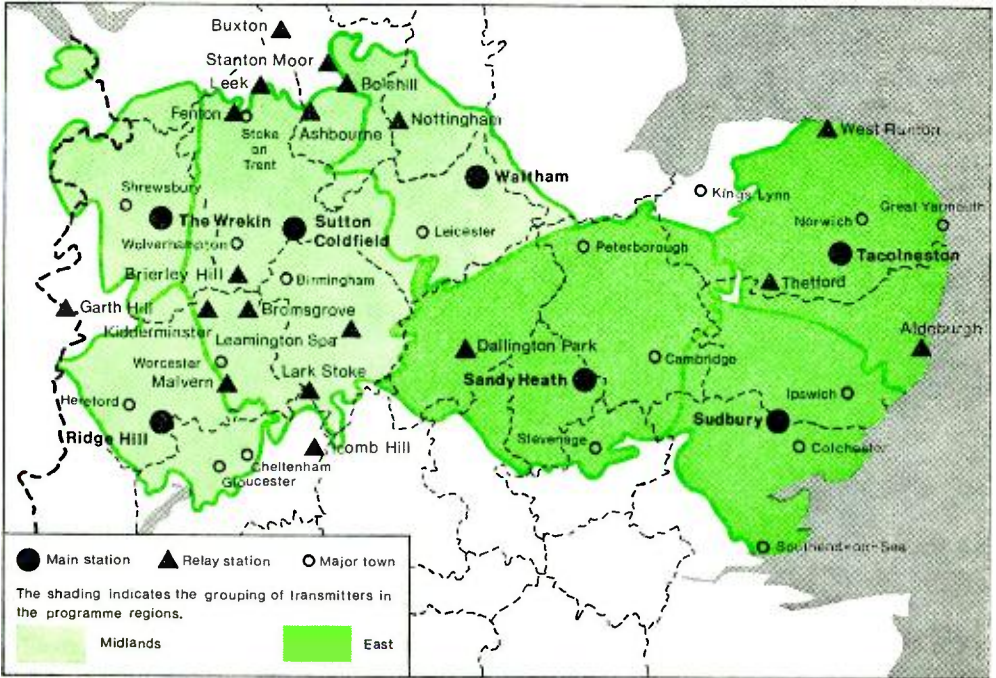 Buxton
Stanton Moor
Leek
Bolehill
Fenton
Stoke
on
Trent
Ashbourne
Nottingham
West Runton
Waltham
Kings Lynn
Shrewsbury
The Wrekin
Sutton
Coldfield
Leicester
Norwich
Great Yarmouth
Wolverhampton
Peterborough
Tacolneston
Brierley Hill
Birmingham
Thetford
Garth Hill
Bromsgrove
Kidderminster
Leamington Spa
Aldeburgh
Worcester
Dallington Park
Cambridge
Malvern
Lark Stoke
Sandy Heath
Ipswich
Hereford
Sudbury
Ridge Hill
Icomb Hill
Stevenage
Colchester
Cheltenham
Gloucester
Southend-on-Sea
Main station
Relay station
Major town
The shading indicates the grouping of transmitters in
the programme regions.
Midlands
East